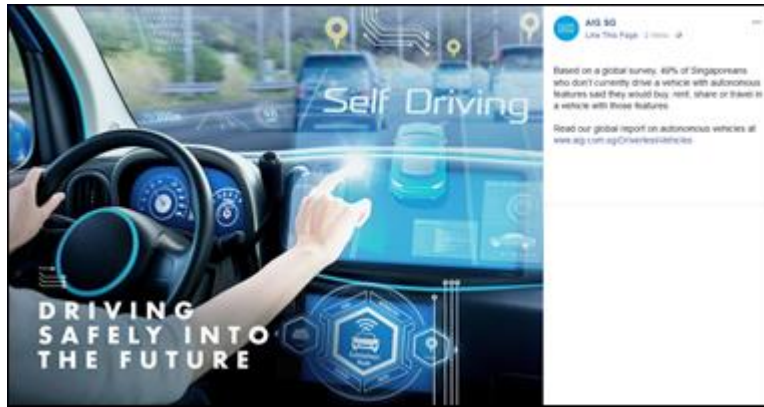 Self Driving
DRIVING
SAFELY INTO
THE FUTURE
AIG SG
Like This Page
Based on a global survey, 49% of Singaporeans
who don't currently drive a vehicle with autonomous
features said they would buy, rent, share or travel in
a vehicle with those features
Read our global report on autonomous vehicles at
www.aig.com.sg/DriverlessVehicles